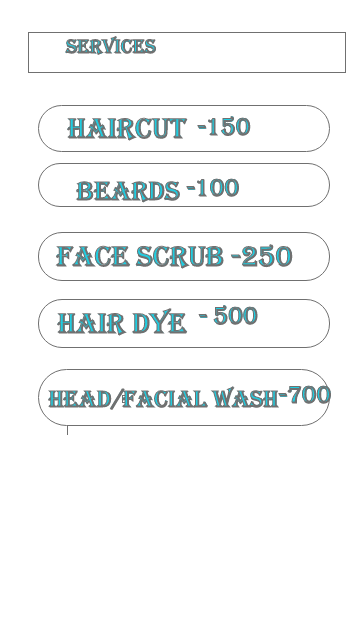 SERVICES
HAIRCUT -150
BEARDS -100
FACE SCRUB -250
HAIR DYE - 500
HEAD/FACIAL WASH-700